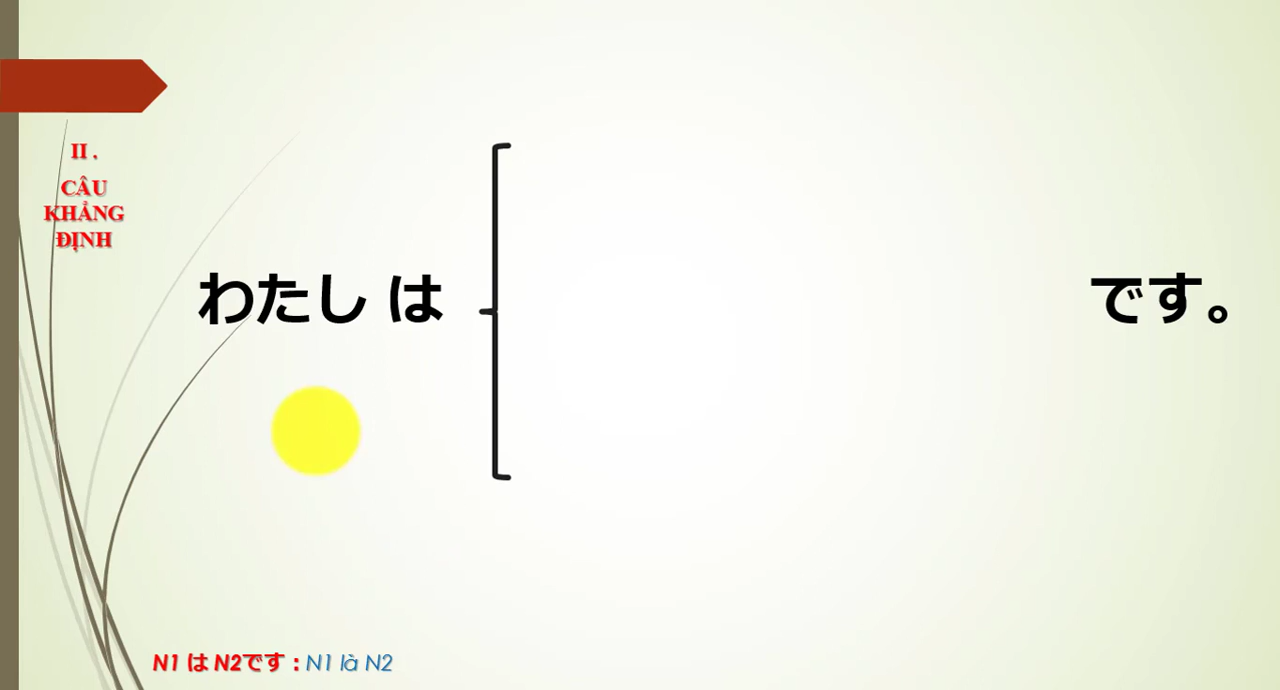 II .
CÂU
KHẲNG
ĐỊNH
わたし は です。
N1 は N2です : N1 là N2